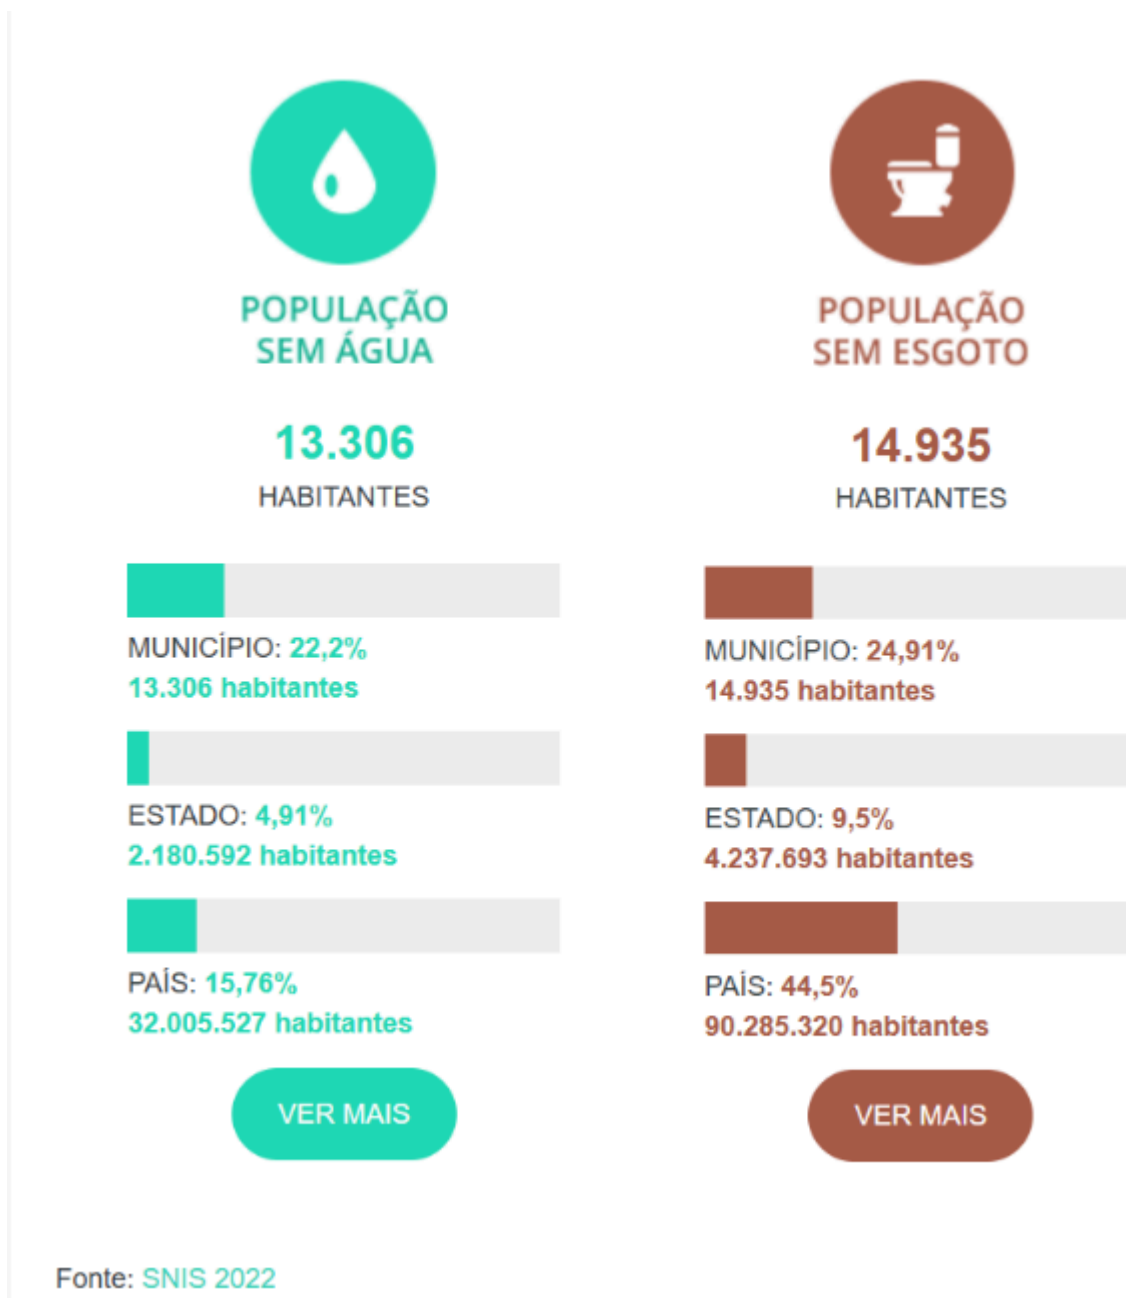 POPULAÇÃO
SEM ÁGUA
13.306
HABITANTES
MUNICÍPIO: 22,2%
13.306 habitantes
ESTADO: 4,91%
2.180.592 habitantes
PAÍS: 15,76%
32.005.527 habitantes
VER MAIS
POPULAÇÃO
SEM ESGOTO
14.935
HABITANTES
MUNICÍPIO: 24,91%
14.935 habitantes
ESTADO: 9,5%
4.237.693 habitantes
PAÍS: 44,5%
90.285.320 habitantes
VER MAIS
Fonte: SNIS 2022